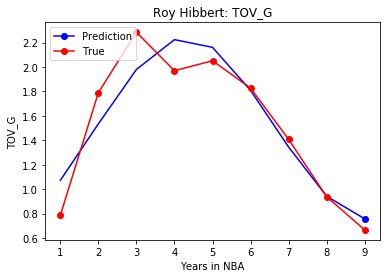 Roy Hibbert: TOV_G
Prediction
True
TOV_G
2.2
2.0
1.8
1.6
1.4
1.2
1.0
0.8
0.6
1 2 3 4 5 6 7 8 9
Years in NBA